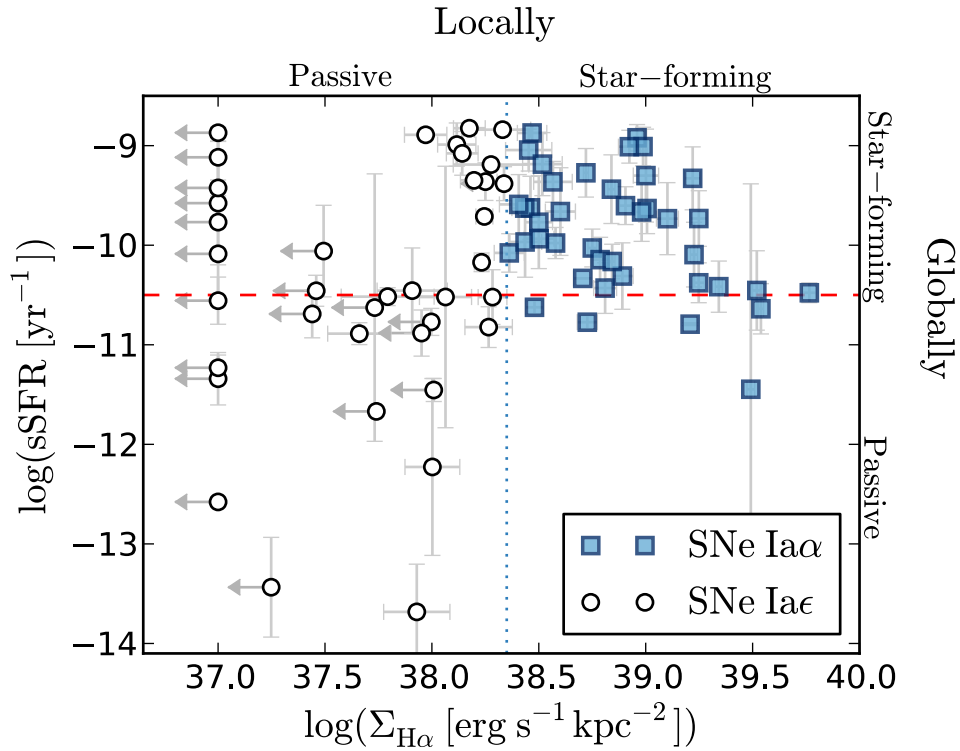 Locally
Passive Star−forming
−9
−10
−11
−12
−13
−14
log(sSFR [yr⁻¹])
Star−forming
Passive
Globally
SNe Iaα
SNe Iaϵ
37.0 37.5 38.0 38.5 39.0 39.5 40.0
log(Σ_Hα [erg s⁻¹ kpc⁻²])